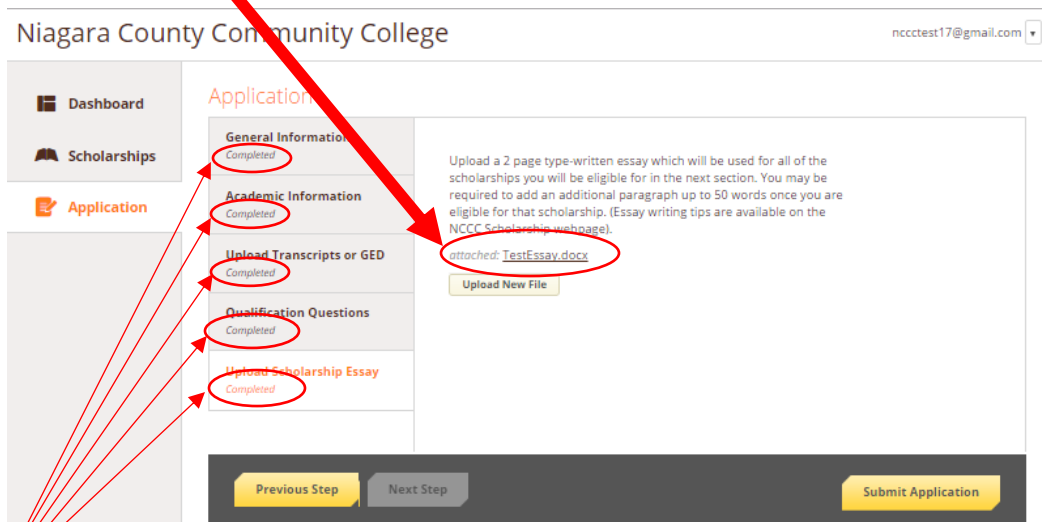 Niagara County Community College
nccctest17@gmail.com
Dashboard
Scholarships
Application
Application
General Information
Completed
Academic Information
Completed
Upload Transcripts or GED
Completed
Qualification Questions
Completed
Upload Scholarship Essay
Completed
Upload a 2 page type-written essay which will be used for all of the
scholarships you will be eligible for in the next section. You may be
required to add an additional paragraph up to 50 words once you are
eligible for that scholarship. (Essay writing tips are available on the
NCCC Scholarship webpage).
attached: TestEssay.docx
Upload New File
Previous Step
Next Step
Submit Application